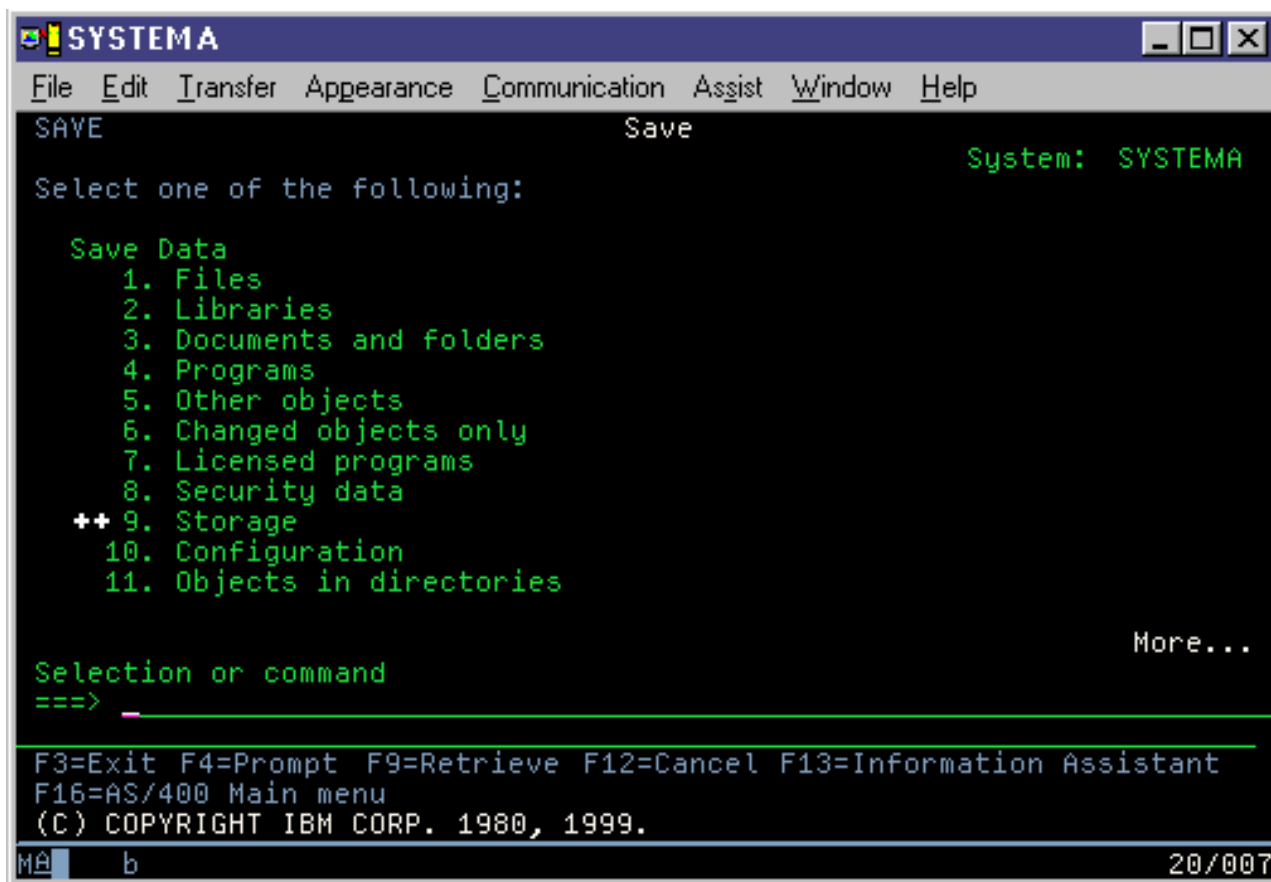 SYSTEMA
File Edit Transfer Appearance Communication Assist Window Help
SAVE Save
System: SYSTEMA
Select one of the following:
Save Data
1. Files
2. Libraries
3. Documents and folders
4. Programs
5. Other objects
6. Changed objects only
7. Licensed programs
8. Security data
++ 9. Storage
10. Configuration
11. Objects in directories
More...
Selection or command
===> _
F3=Exit F4=Prompt F9=Retrieve F12=Cancel F13=Information Assistant
F16=AS/400 Main menu
(C) COPYRIGHT IBM CORP. 1980, 1999.
MA b 20/007